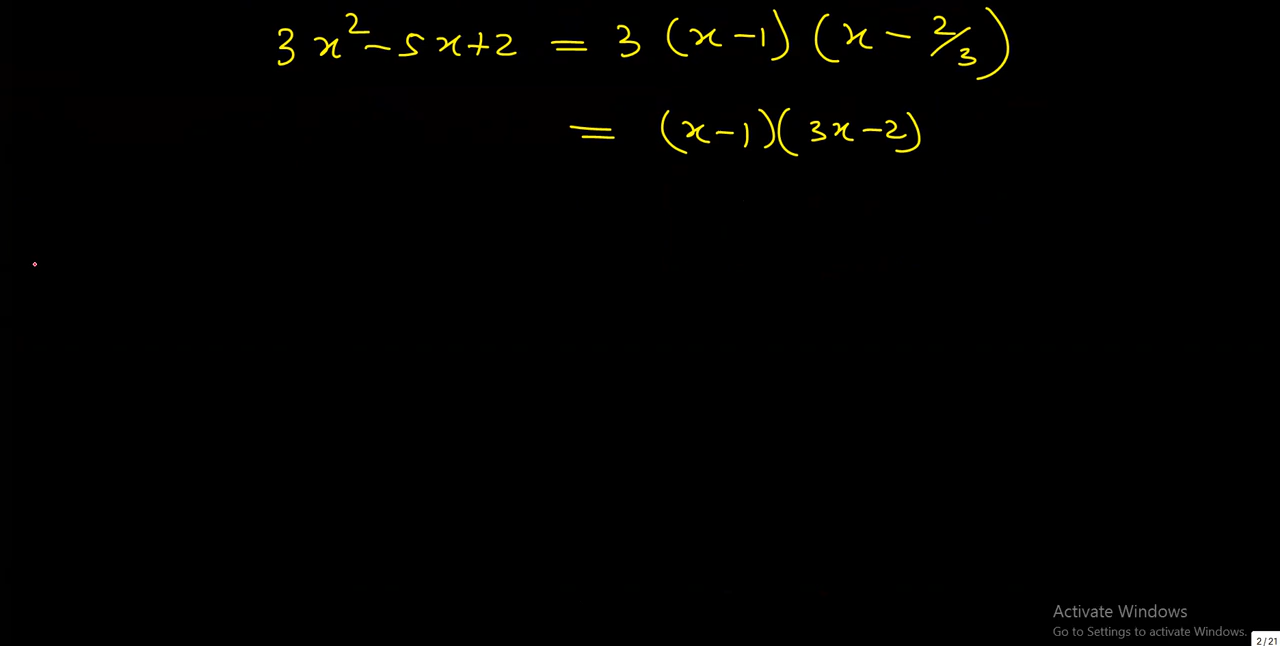 3x²-5x+2 = 3 (x-1) (x - 2/3)
= (x-1)(3x-2)
Activate Windows
Go to Settings to activate Windows.
2/21